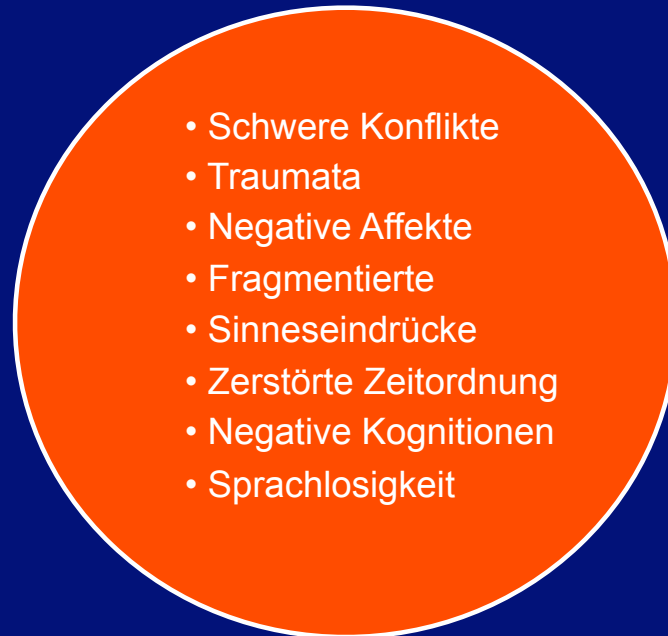 • Schwere Konflikte
• Traumata
• Negative Affekte
• Fragmentierte
• Sinneseindrücke
• Zerstörte Zeitordnung
• Negative Kognitionen
• Sprachlosigkeit